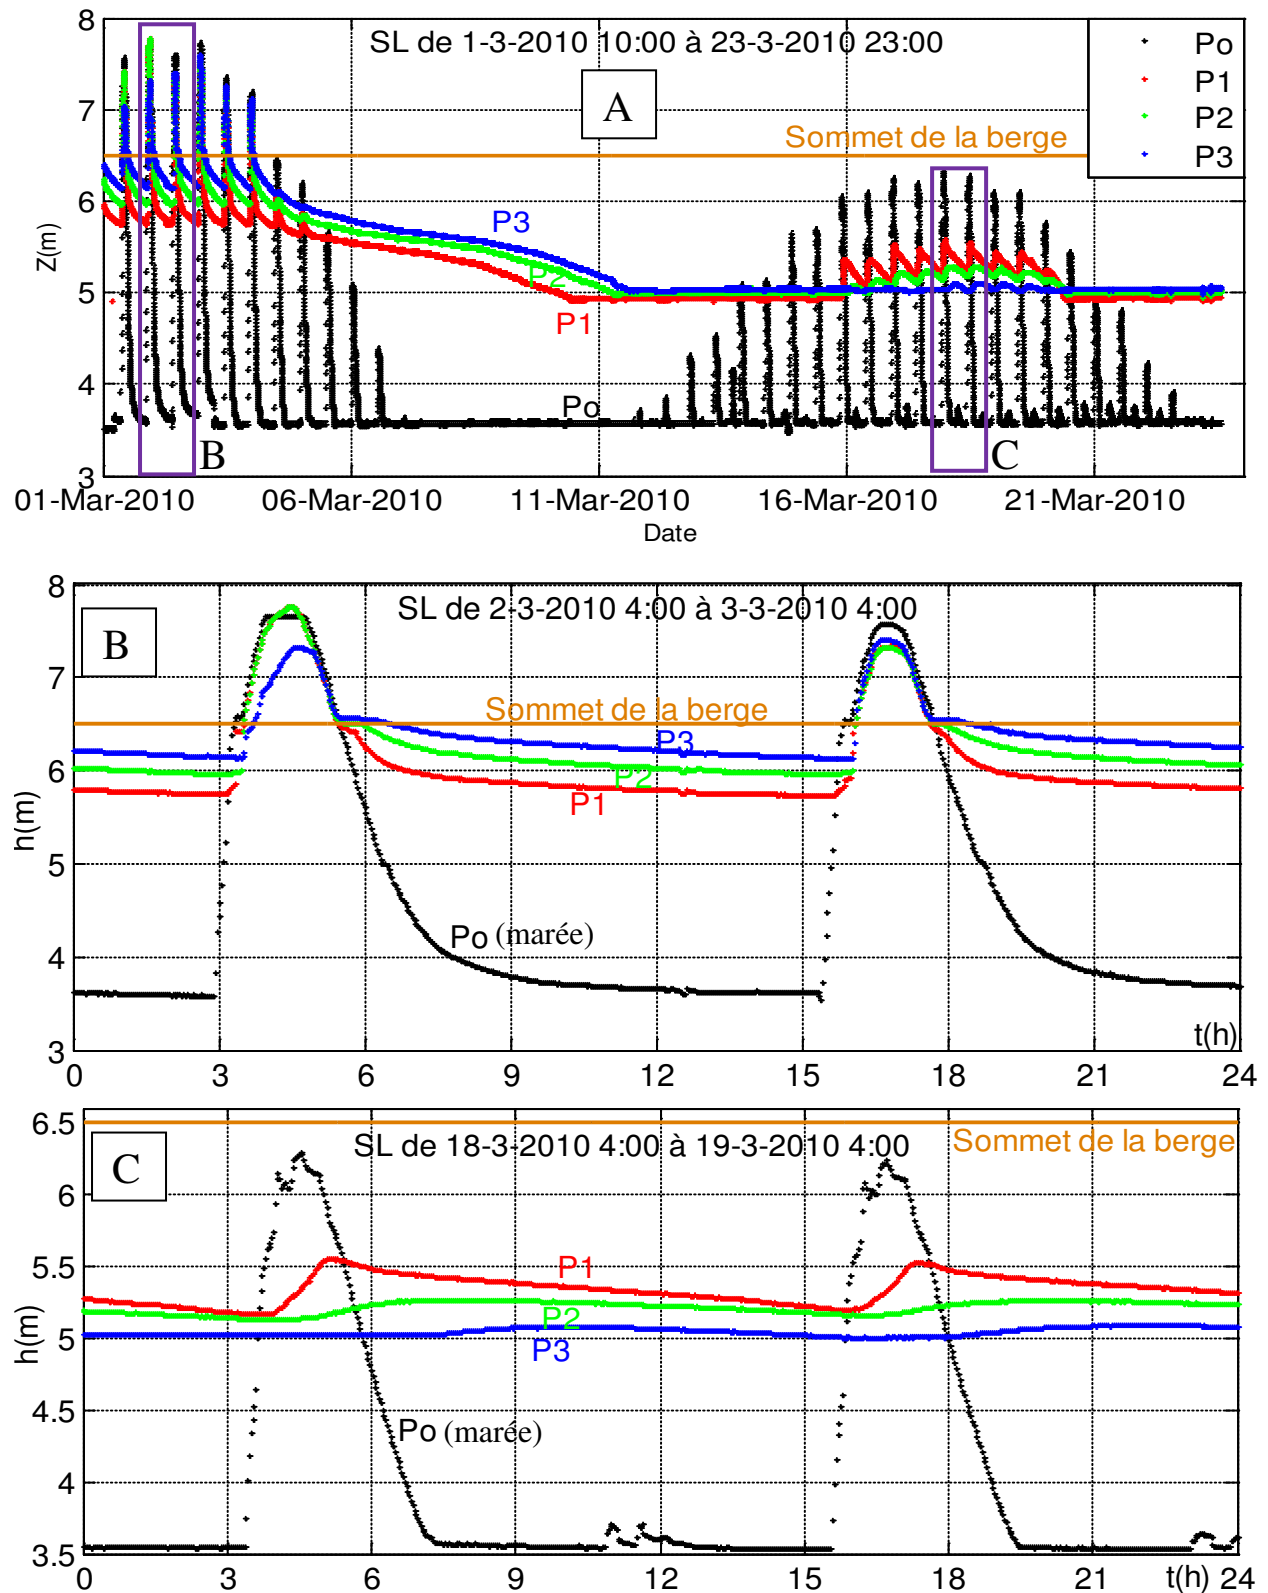 8
SL de 1-3-2010 10:00 à 23-3-2010 23:00
Po
P1
P2
P3
A
7
Sommet de la berge
6
P3
Z(m)
P2
5
P1
4
Po
B
C
3
01-Mar-2010
06-Mar-2010
11-Mar-2010
16-Mar-2010
21-Mar-2010
Date
8
SL de 2-3-2010 4:00 à 3-3-2010 4:00
B
7
Sommet de la berge
P3
6
P2
P1
h(m)
5
Po (marée)
4
t(h)
3
0 3 6 9 12 15 18 21 24
6.5
SL de 18-3-2010 4:00 à 19-3-2010 4:00
Sommet de la berge
C
6
5.5
P1
P2
h(m)
5
P3
4.5
Po (marée)
4
3.5
0 3 6 9 12 15 18 21 t(h) 24